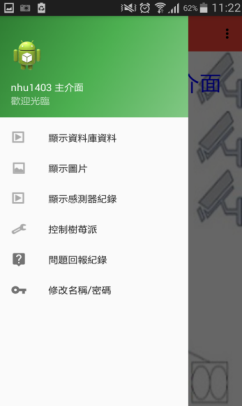 62% 11:22
nhu1403 主介面
歡迎光臨
介面
顯示資料庫資料
顯示圖片
顯示感測器紀錄
控制樹苺派
問題回報紀錄
修改名稱/密碼